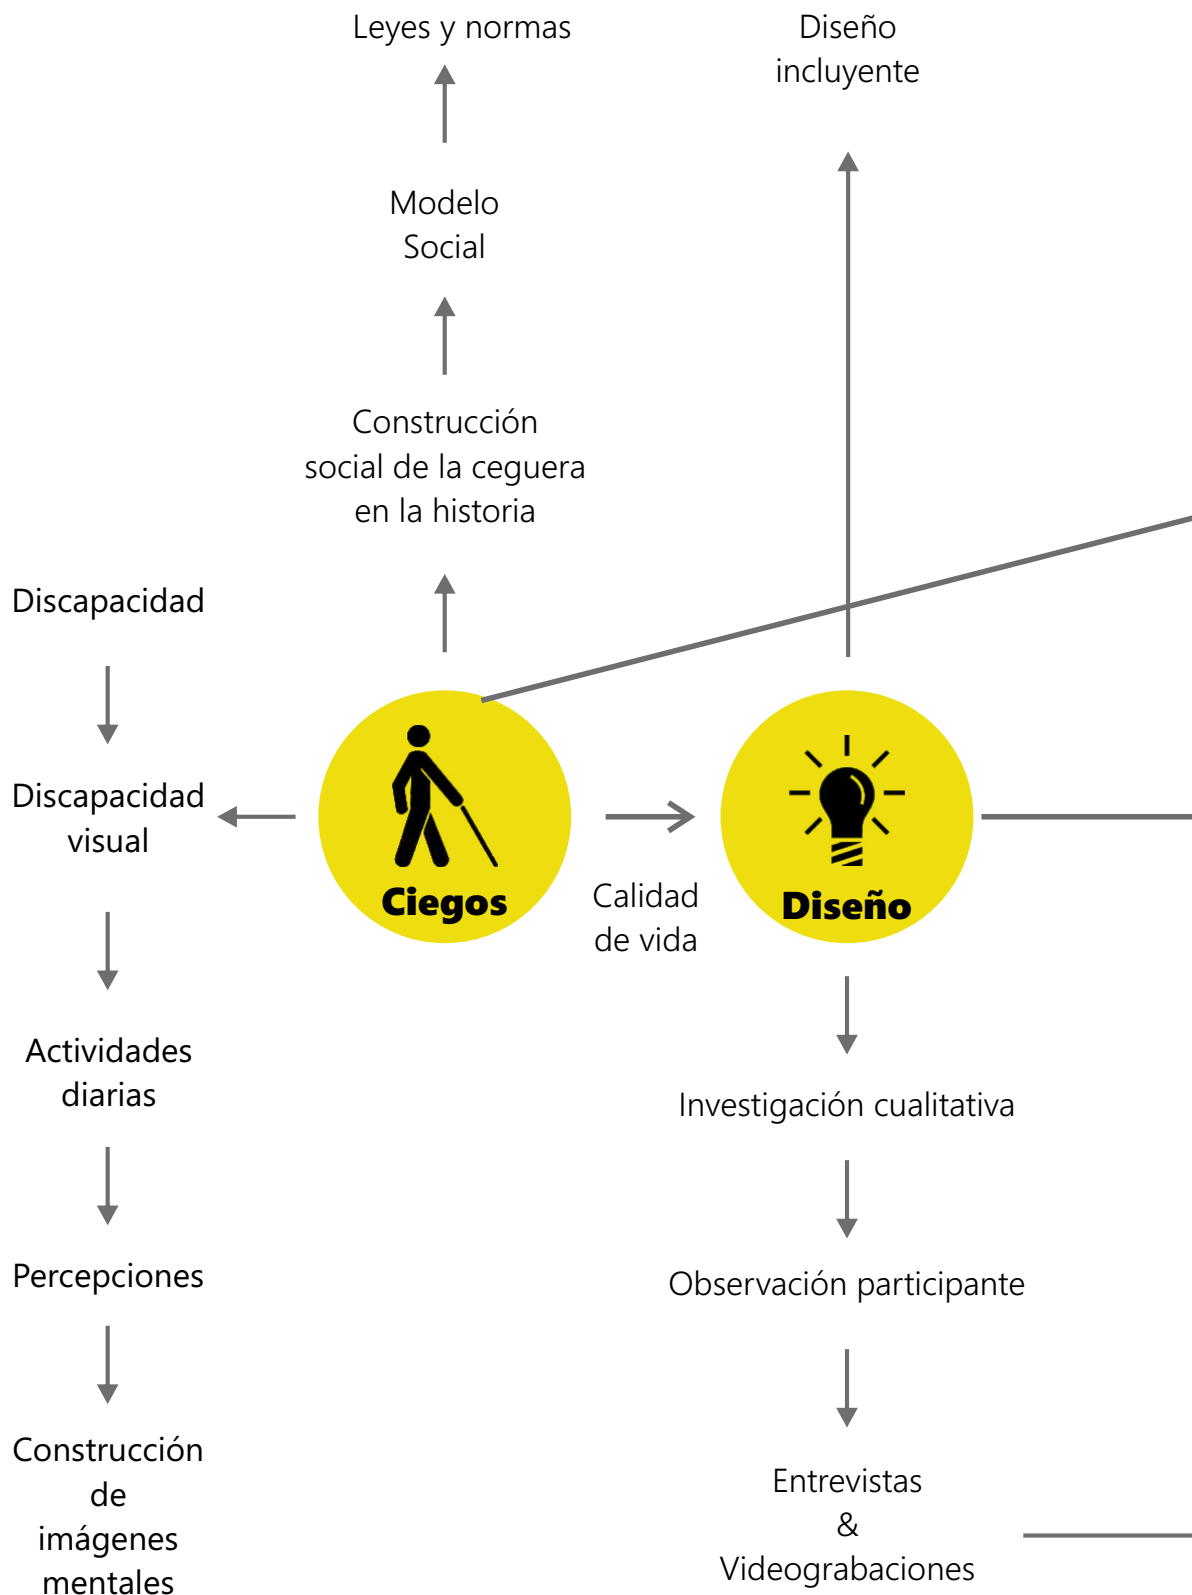 Leyes y normas
Diseño
incluyente
Modelo
Social
Construcción
social de la ceguera
en la historia
Discapacidad
Discapacidad
visual
Ciegos
Calidad
de vida
Diseño
Actividades
diarias
Investigación cualitativa
Percepciones
Observación participante
Construcción
de
imágenes
mentales
Entrevistas
&
Videograbaciones